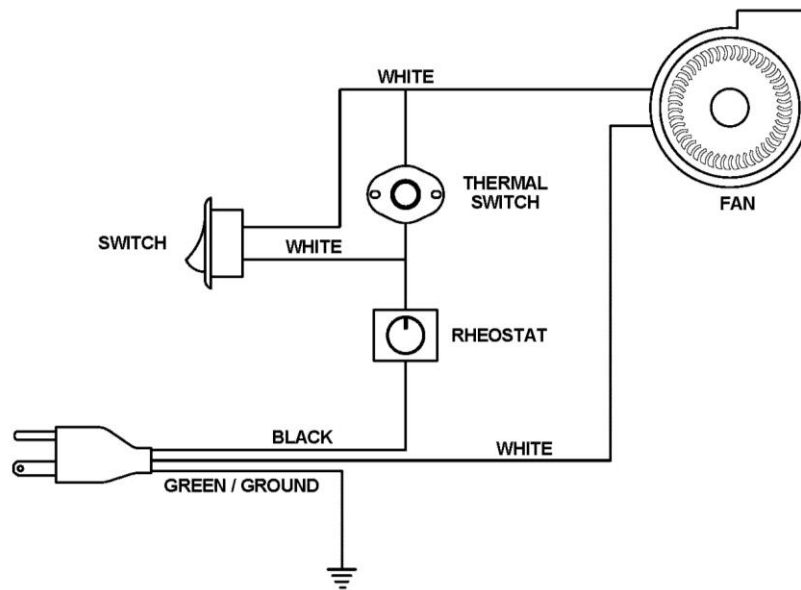 WHITE
THERMAL
SWITCH
FAN
SWITCH
WHITE
RHEOSTAT
BLACK
WHITE
GREEN / GROUND